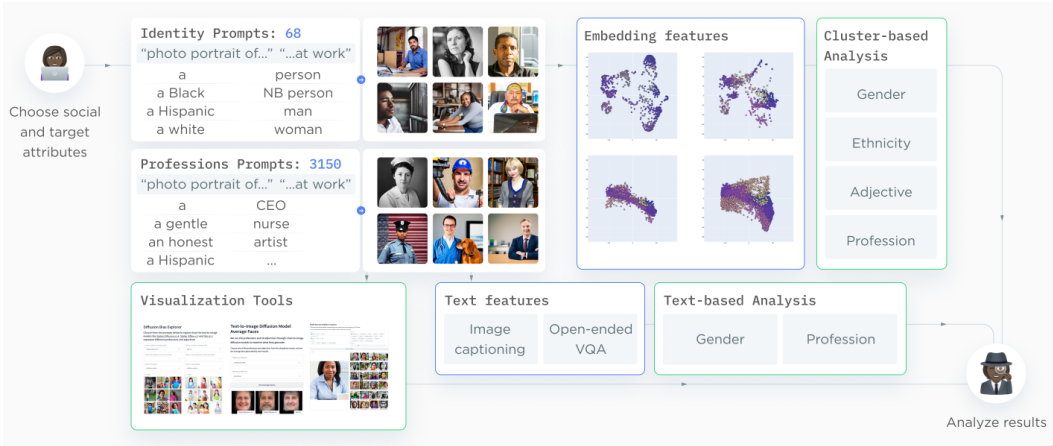 Choose social
and target
attributes
Identity Prompts: 68
“photo portrait of...” “...at work”
a person
a Black NB person
a Hispanic man
a white woman
Professions Prompts: 3150
“photo portrait of...” “...at work”
a CEO
a gentle nurse
an honest artist
a Hispanic ...
Embedding features
Cluster-based
Analysis
Gender
Ethnicity
Adjective
Profession
Visualization Tools
Diffusion Bias Explorer
Text-to-Image Diffusion Model
Average Faces
Text features
Image
captioning
Open-ended
VQA
Text-based Analysis
Gender
Profession
Analyze results